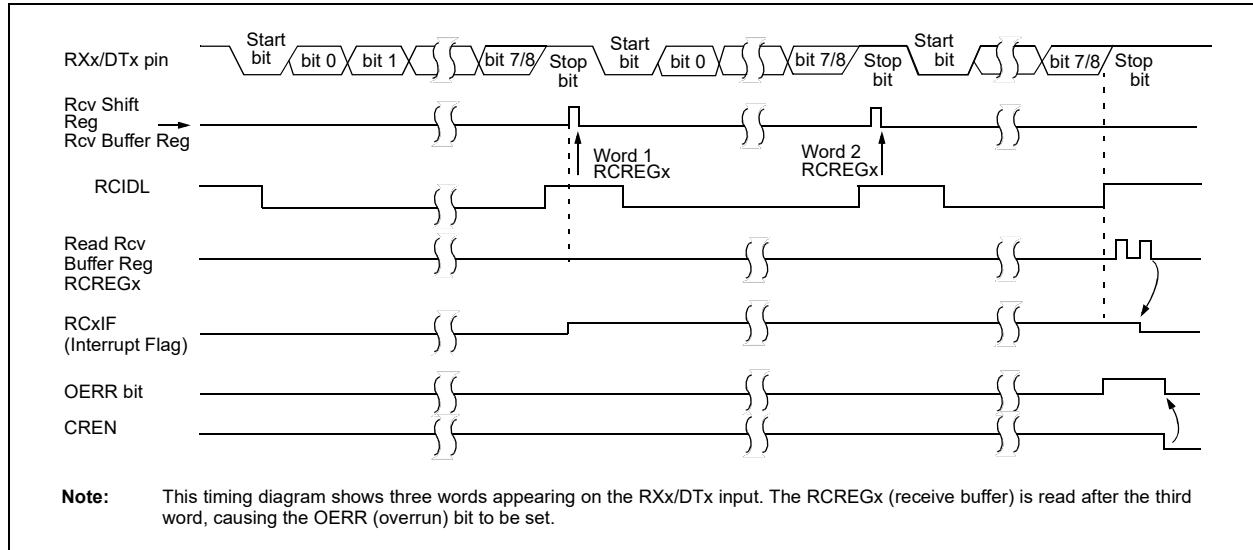 RXx/DTx pin
Start
bit
bit 0
bit 1
bit 7/8
Stop
bit
Start
bit
bit 0
bit 7/8
Stop
bit
Start
bit
bit 7/8
Stop
bit
Rcv Shift
Reg
Rcv Buffer Reg
Word 1
RCREGx
Word 2
RCREGx
RCIDL
Read Rcv
Buffer Reg
RCREGx
RCxIF
(Interrupt Flag)
OERR bit
CREN
Note: This timing diagram shows three words appearing on the RXx/DTx input. The RCREGx (receive buffer) is read after the third
word, causing the OERR (overrun) bit to be set.